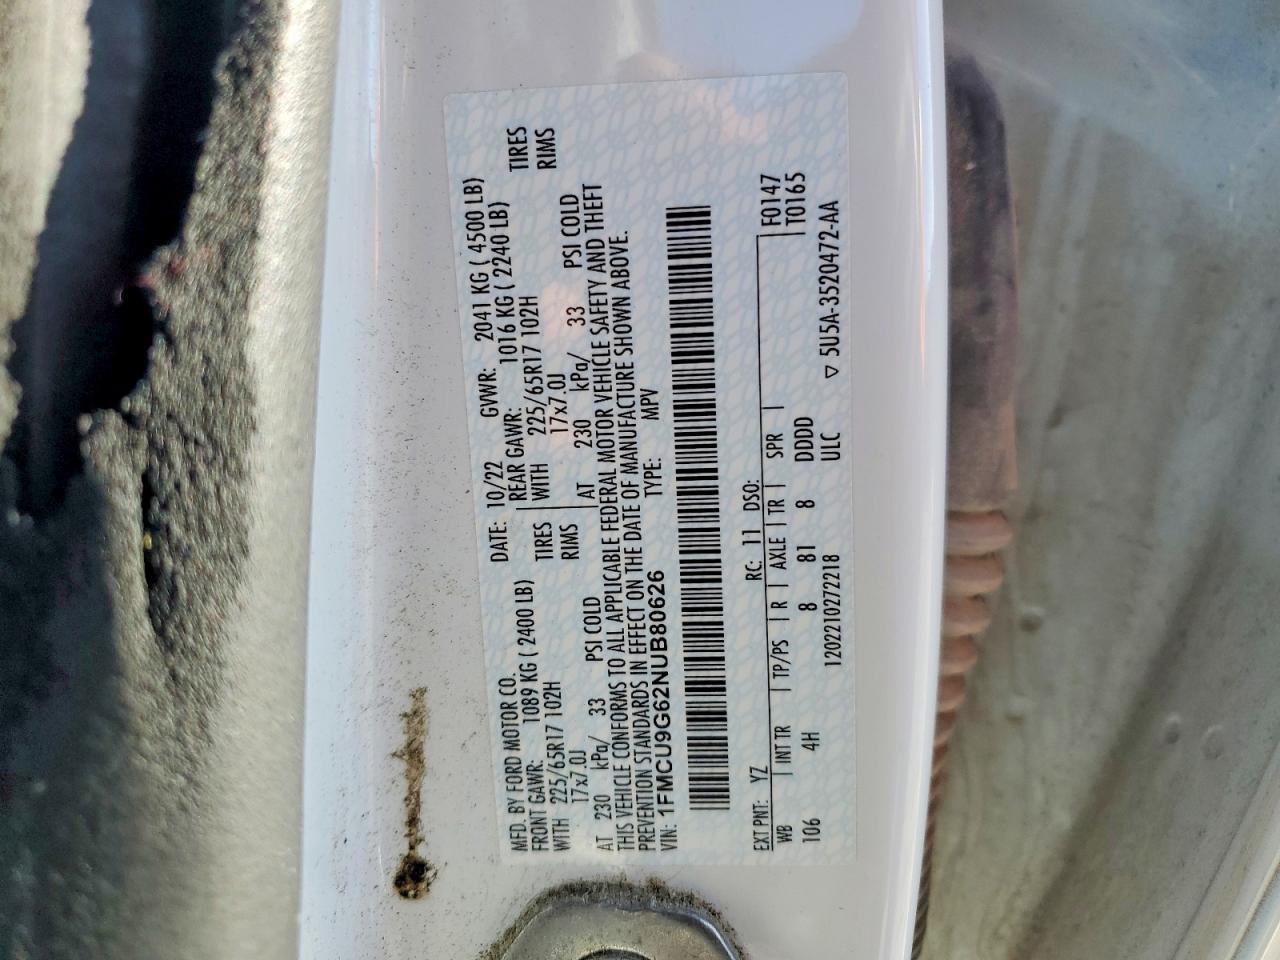 MFD. BY FORD MOTOR CO.
DATE: 10/22 GVWR: 2041 KG ( 4500 LB)
FRONT GAWR: 1089 KG ( 2400 LB)
REAR GAWR: 1016 KG ( 2240 LB)
WITH 225/65R17 102H TIRES
WITH 225/65R17 102H TIRES
17x7.0J RIMS
17x7.0J RIMS
AT 230 kPa/ 33 PSI COLD
AT 230 kPa/ 33 PSI COLD
THIS VEHICLE CONFORMS TO ALL APPLICABLE FEDERAL MOTOR VEHICLE SAFETY AND THEFT
PREVENTION STANDARDS IN EFFECT ON THE DATE OF MANUFACTURE SHOWN ABOVE.
VIN: 1FMCU9G62NUB80626 TYPE: MPV
EXT PNT: YZ RC: 11 DSO: F0147
WB | INT TR | TP/PS | R | AXLE | TR | SPR | T0165
106 4H 8 81 8 DDDD
1202210272218 ULC ▽ 5U5A-3520472-AA